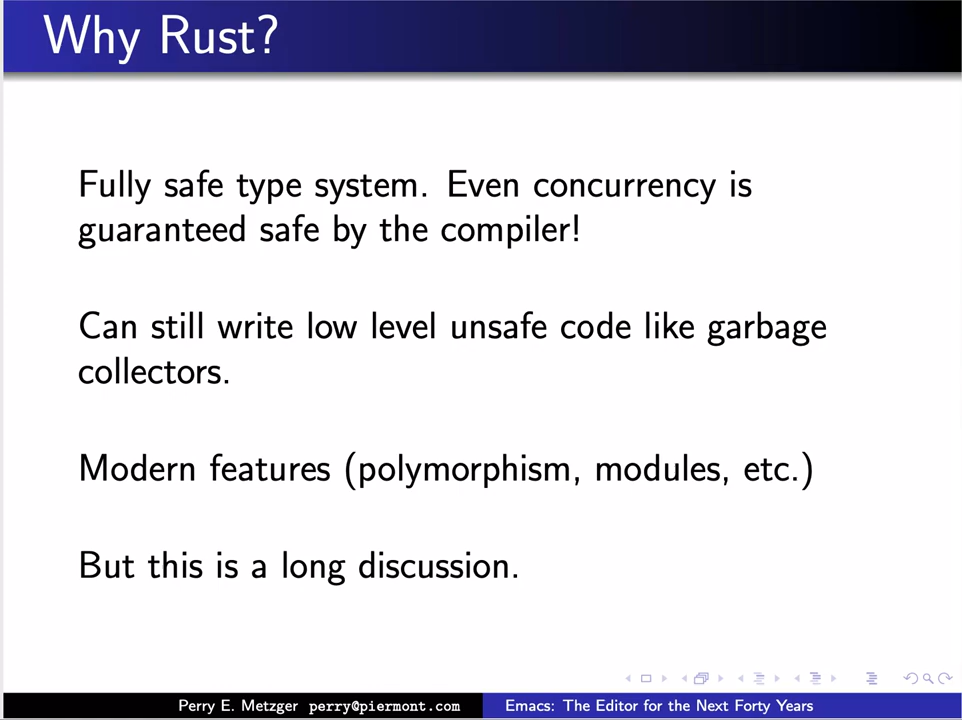 Why Rust?
Fully safe type system. Even concurrency is
guaranteed safe by the compiler!
Can still write low level unsafe code like garbage
collectors.
Modern features (polymorphism, modules, etc.)
But this is a long discussion.
Perry E. Metzger perry@piermont.com Emacs: The Editor for the Next Forty Years